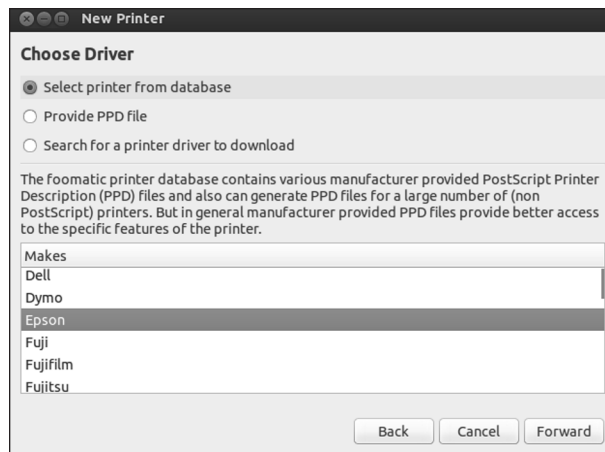 New Printer
Choose Driver
Select printer from database
Provide PPD file
Search for a printer driver to download
The foomatic printer database contains various manufacturer provided PostScript Printer
Description (PPD) files and also can generate PPD files for a large number of (non
PostScript) printers. But in general manufacturer provided PPD files provide better access
to the specific features of the printer.
Makes
Dell
Dymo
Epson
Fuji
Fujifilm
Fujitsu
Back Cancel Forward